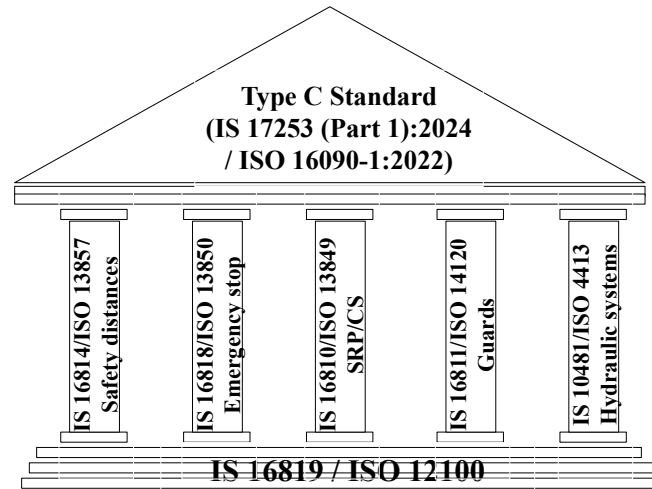 Type C Standard
(IS 17253 (Part 1):2024
/ ISO 16090-1:2022)
IS 16814/ISO 13857
Safety distances
IS 16818/ISO 13850
Emergency stop
IS 16810/ISO 13849
SRP/CS
IS 16811/ISO 14120
Guards
IS 10481/ISO 4413
Hydraulic systems
IS 16819 / ISO 12100